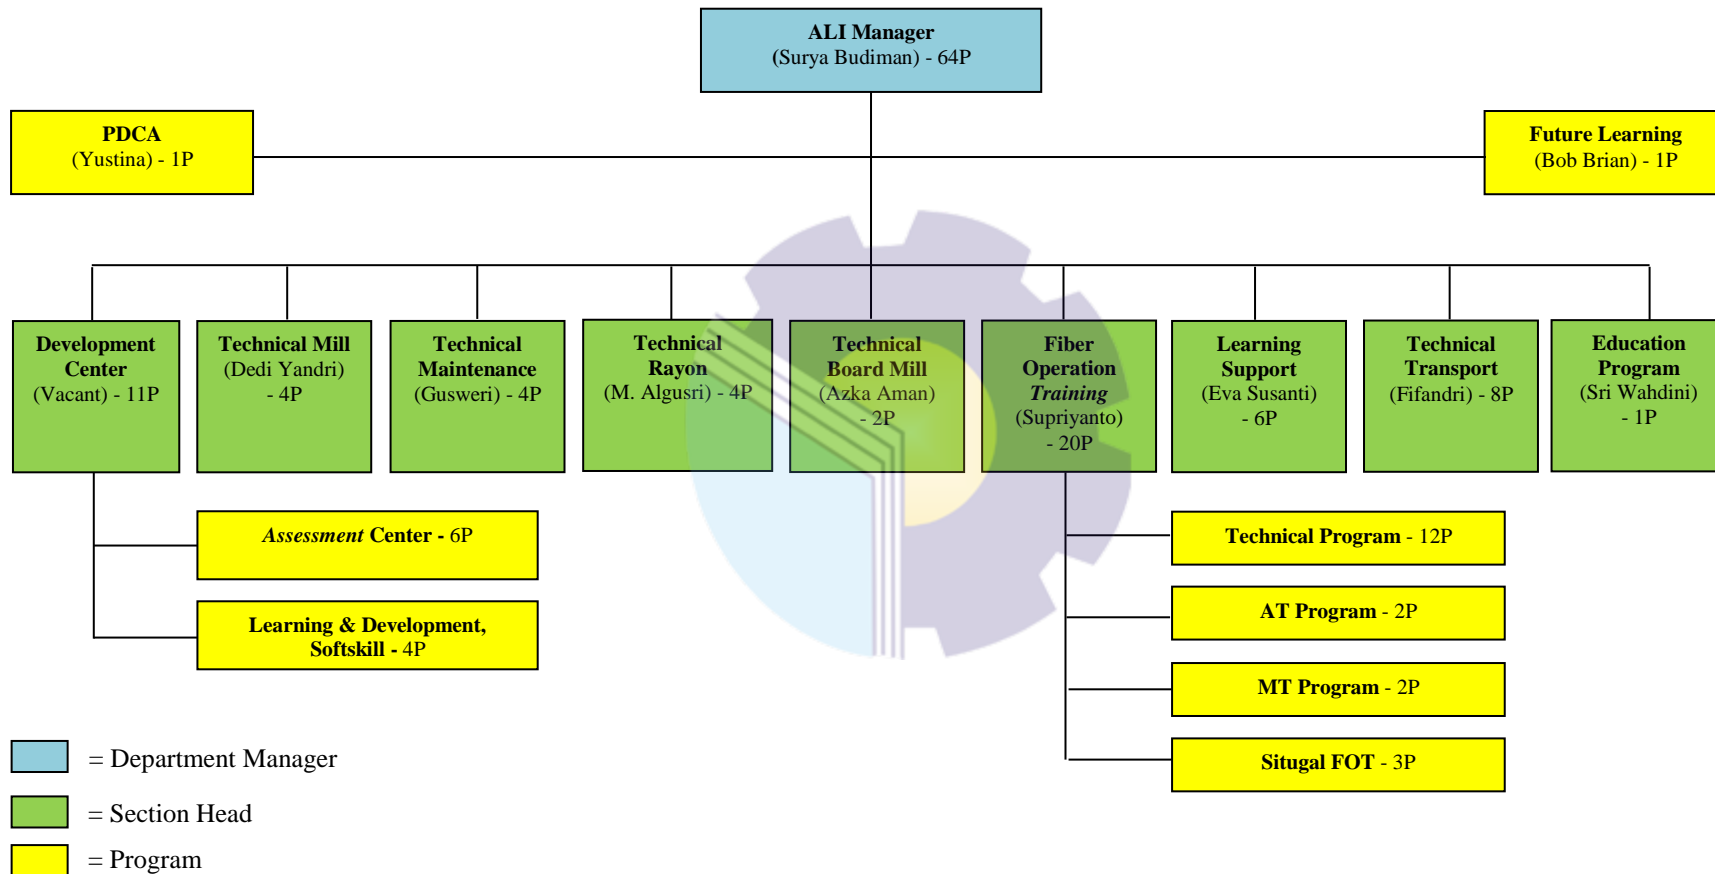 ALI Manager
(Surya Budiman) - 64P
PDCA
(Yustina) - 1P
Future Learning
(Bob Brian) - 1P
Development
Center
(Vacant) - 11P
Technical Mill
(Dedi Yandri)
- 4P
Technical
Maintenance
(Gusweri) - 4P
Technical
Rayon
(M. Algusri) - 4P
Technical
Board Mill
(Azka Aman)
- 2P
Fiber
Operation
Training
(Supriyanto)
- 20P
Learning
Support
(Eva Susanti)
- 6P
Technical
Transport
(Fifandri) - 8P
Education
Program
(Sri Wahdini)
- 1P
Assessment Center - 6P
Learning & Development,
Softskill - 4P
Technical Program - 12P
AT Program - 2P
MT Program - 2P
Situgal FOT - 3P
= Department Manager
= Section Head
= Program